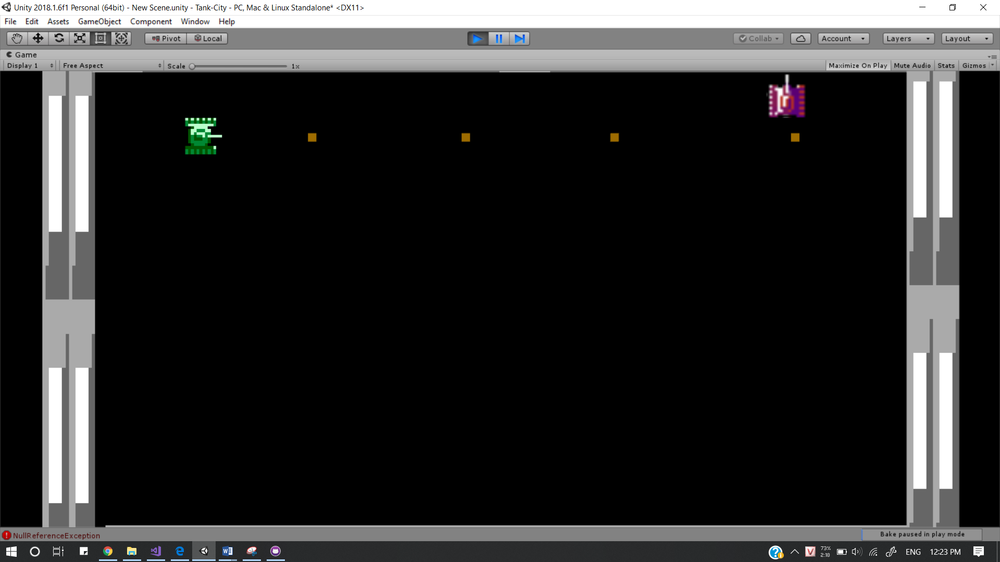 Unity 2018.1.6f1 Personal (64bit) - New Scene.unity - Tank-City - PC, Mac & Linux Standalone* <DX11>
File Edit Assets GameObject Component Window Help
Pivot Local Collab Account Layers Layout
Game
Display 1 Free Aspect Scale 1x Maximize On Play Mute Audio Stats Gizmos
NullReferenceException Bake paused in play mode
73%
2:18
ENG 12:23 PM